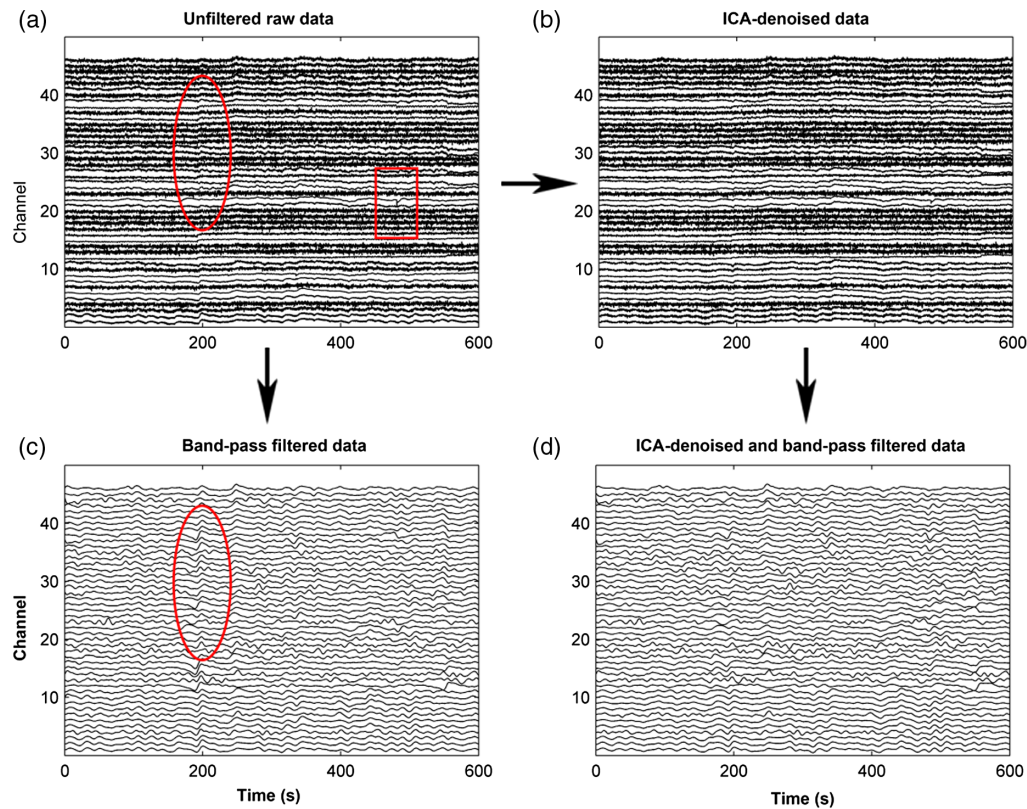 (a) Unfiltered raw data
Channel
40
30
20
10
0 200 400 600
(b) ICA-denoised data
40
30
20
10
0 200 400 600
(c) Band-pass filtered data
Channel
40
30
20
10
0 200 400 600
Time (s)
(d) ICA-denoised and band-pass filtered data
40
30
20
10
0 200 400 600
Time (s)